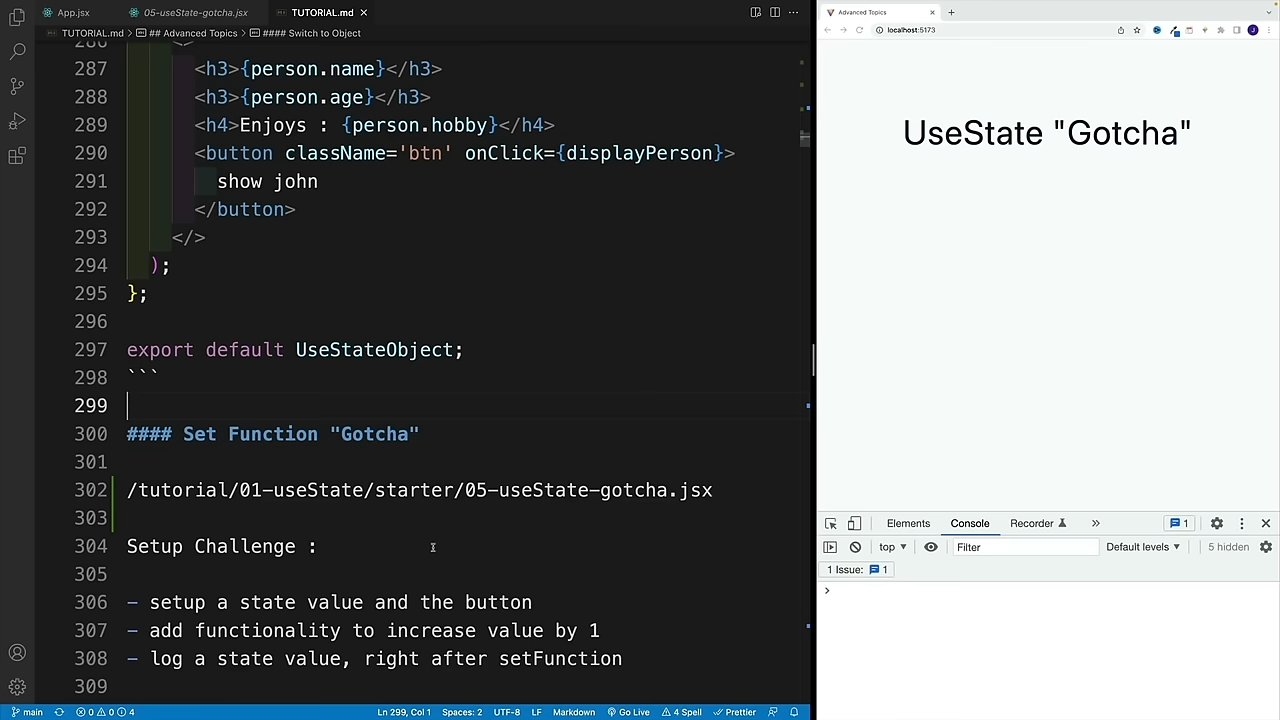 App.jsx
05-useState-gotcha.jsx
TUTORIAL.md
TUTORIAL.md > ## Advanced Topics > #### Switch to Object
286 <>
287 <h3>{person.name}</h3>
288 <h3>{person.age}</h3>
289 <h4>Enjoys : {person.hobby}</h4>
290 <button className='btn' onClick={displayPerson}>
291 show john
292 </button>
293 </>
294 );
295 };
296
297 export default UseStateObject;
298 ```
299
300 #### Set Function "Gotcha"
301
302 /tutorial/01-useState/starter/05-useState-gotcha.jsx
303
304 Setup Challenge :
305
306 - setup a state value and the button
307 - add functionality to increase value by 1
308 - log a state value, right after setFunction
309
main 0 0 4 Ln 299, Col 1 Spaces: 2 UTF-8 LF Markdown Go Live 4 Spell Prettier
Advanced Topics
localhost:5173
J
UseState "Gotcha"
Elements Console Recorder » 1
top Filter Default levels 5 hidden
1 Issue: 1
>